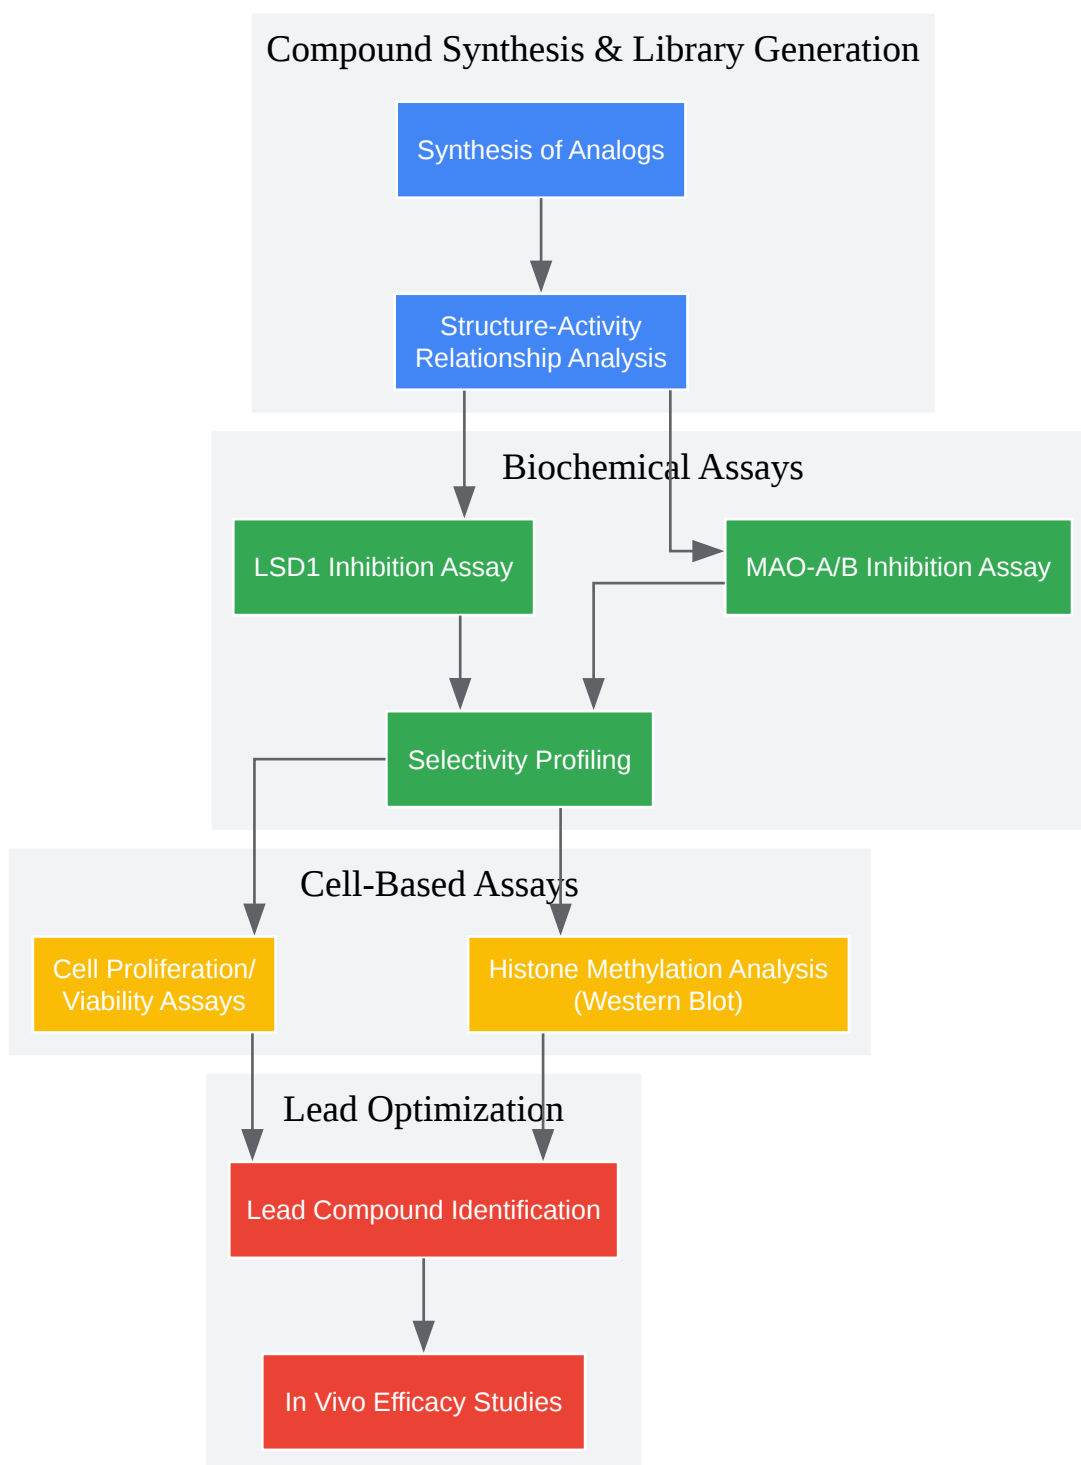 Compound Synthesis & Library Generation
Synthesis of Analogs
Structure-Activity
Relationship Analysis
Biochemical Assays
LSD1 Inhibition Assay
MAO-A/B Inhibition Assay
Selectivity Profiling
Cell-Based Assays
Cell Proliferation/
Viability Assays
Histone Methylation Analysis
(Western Blot)
Lead Optimization
Lead Compound Identification
In Vivo Efficacy Studies